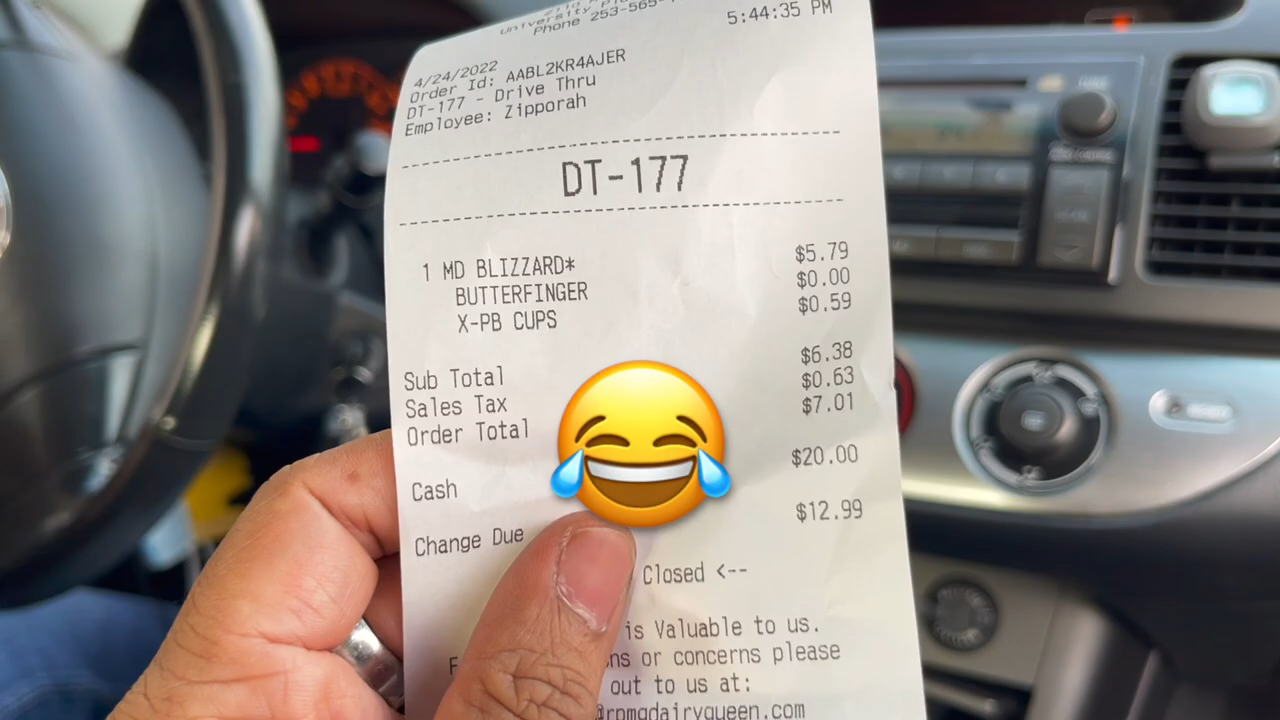 Phone 253-565-
5:44:35 PM
4/24/2022
Order Id: AABL2KR4AJER
DT-177 - Drive Thru
Employee: Zipporah
DT-177
1 MD BLIZZARD* $5.79
BUTTERFINGER $0.00
X-PB CUPS $0.59
Sub Total $6.38
Sales Tax $0.63
Order Total $7.01
Cash $20.00
Change Due $12.99
Closed <--
is Valuable to us.
or concerns please
out to us at:
@rpmgdairyqueen.com